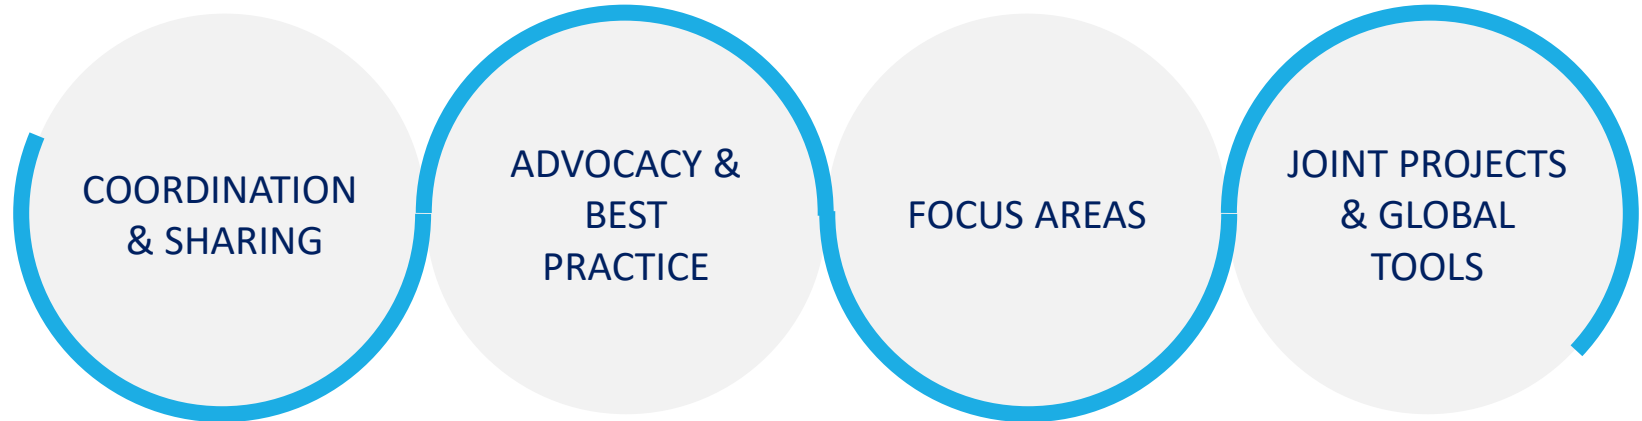 COORDINATION
& SHARING
ADVOCACY &
BEST
PRACTICE
FOCUS AREAS
JOINT PROJECTS
& GLOBAL
TOOLS